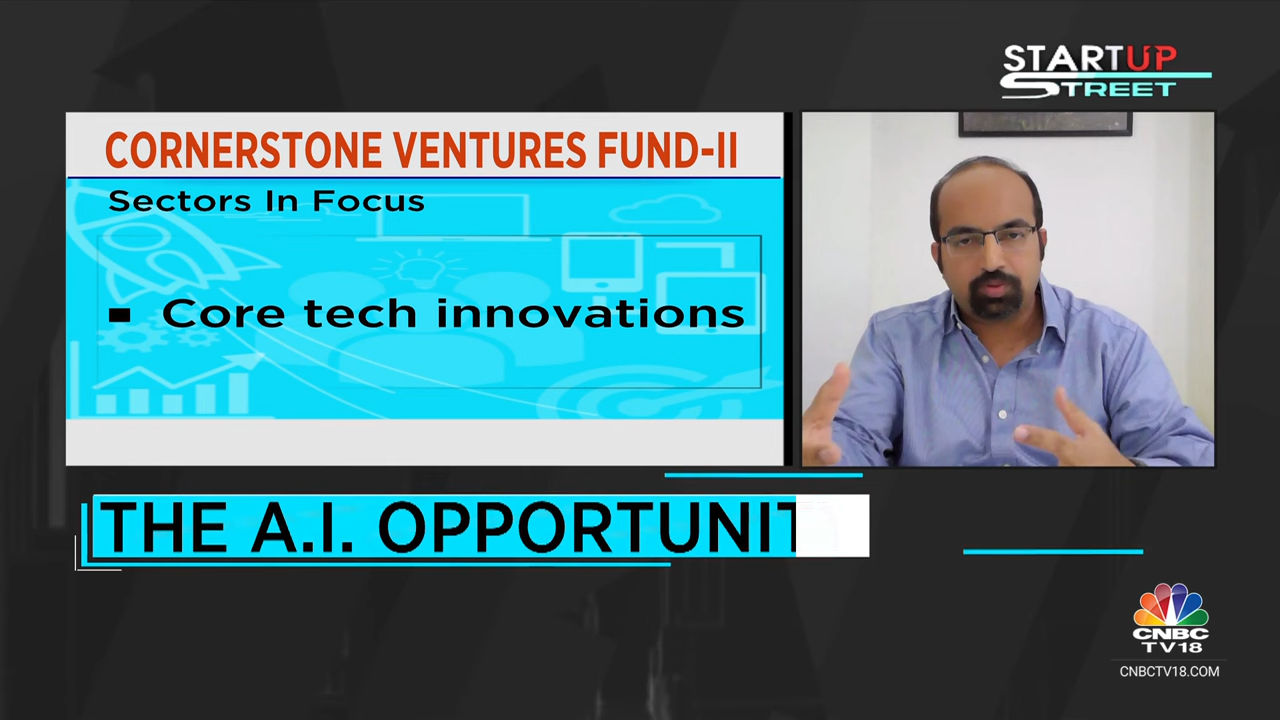 STARTUP
STREET
CORNERSTONE VENTURES FUND-II
Sectors In Focus
Core tech innovations
THE A.I. OPPORTUNIT
CNBC
TV18
CNBCTV18.COM